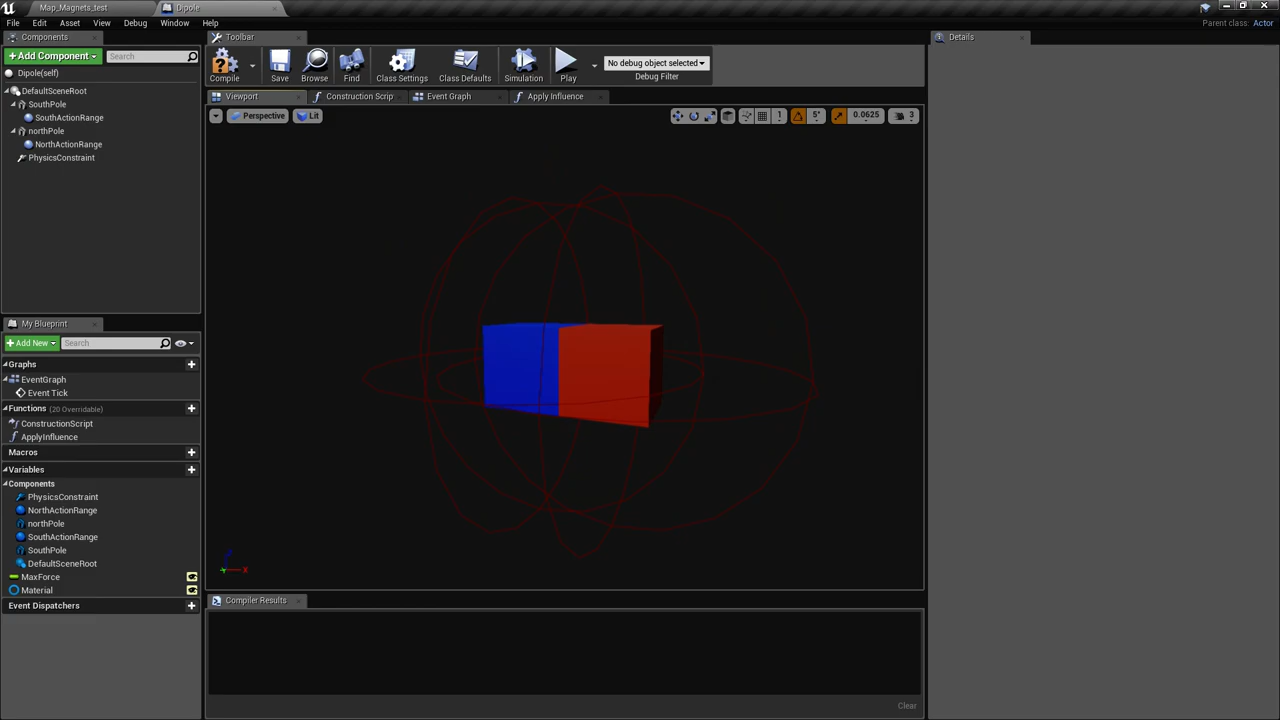 Map_Magnets_test
Dipole
File Edit Asset View Debug Window Help
Parent class: Actor
Components
+ Add Component
Search
Dipole(self)
DefaultSceneRoot
SouthPole
SouthActionRange
northPole
NorthActionRange
PhysicsConstraint
Toolbar
Compile
Save
Browse
Find
Class Settings
Class Defaults
Simulation
Play
No debug object selected
Debug Filter
Viewport
Construction Scrip
Event Graph
Apply Influence
Perspective
Lit
1
5°
0.0625
3
X
Details
My Blueprint
+ Add New
Search
Graphs
EventGraph
Event Tick
Functions (20 Overridable)
ConstructionScript
ApplyInfluence
Macros
Variables
Components
PhysicsConstraint
NorthActionRange
northPole
SouthActionRange
SouthPole
DefaultSceneRoot
MaxForce
Material
Event Dispatchers
Compiler Results
Clear